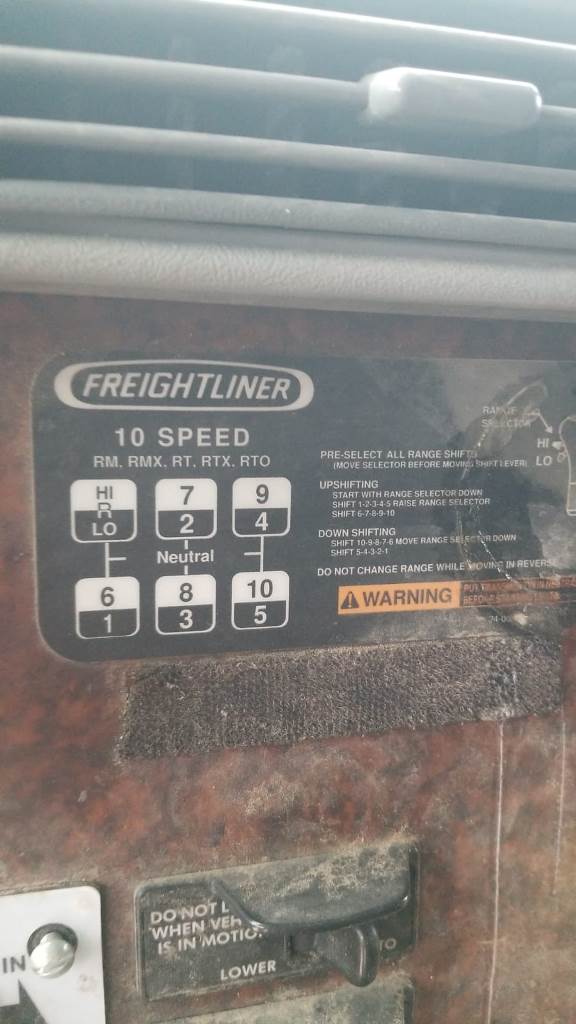 FREIGHTLINER
10 SPEED
RM, RMX, RT, RTX, RTO
HI
R
LO
7
2
9
4
Neutral
6
1
8
3
10
5
RANGE
SELECTOR
HI
LO
PRE-SELECT ALL RANGE SHIFTS
(MOVE SELECTOR BEFORE MOVING SHIFT LEVER)
UPSHIFTING
START WITH RANGE SELECTOR DOWN
SHIFT 1-2-3-4-5 RAISE RANGE SELECTOR
SHIFT 6-7-8-9-10
DOWN SHIFTING
SHIFT 10-9-8-7-6 MOVE RANGE SELECTOR DOWN
SHIFT 5-4-3-2-1
DO NOT CHANGE RANGE WHILE MOVING IN REVERSE
WARNING
DO NOT
WHEN VEH
IS IN MOTIO
LOWER
TO
IN